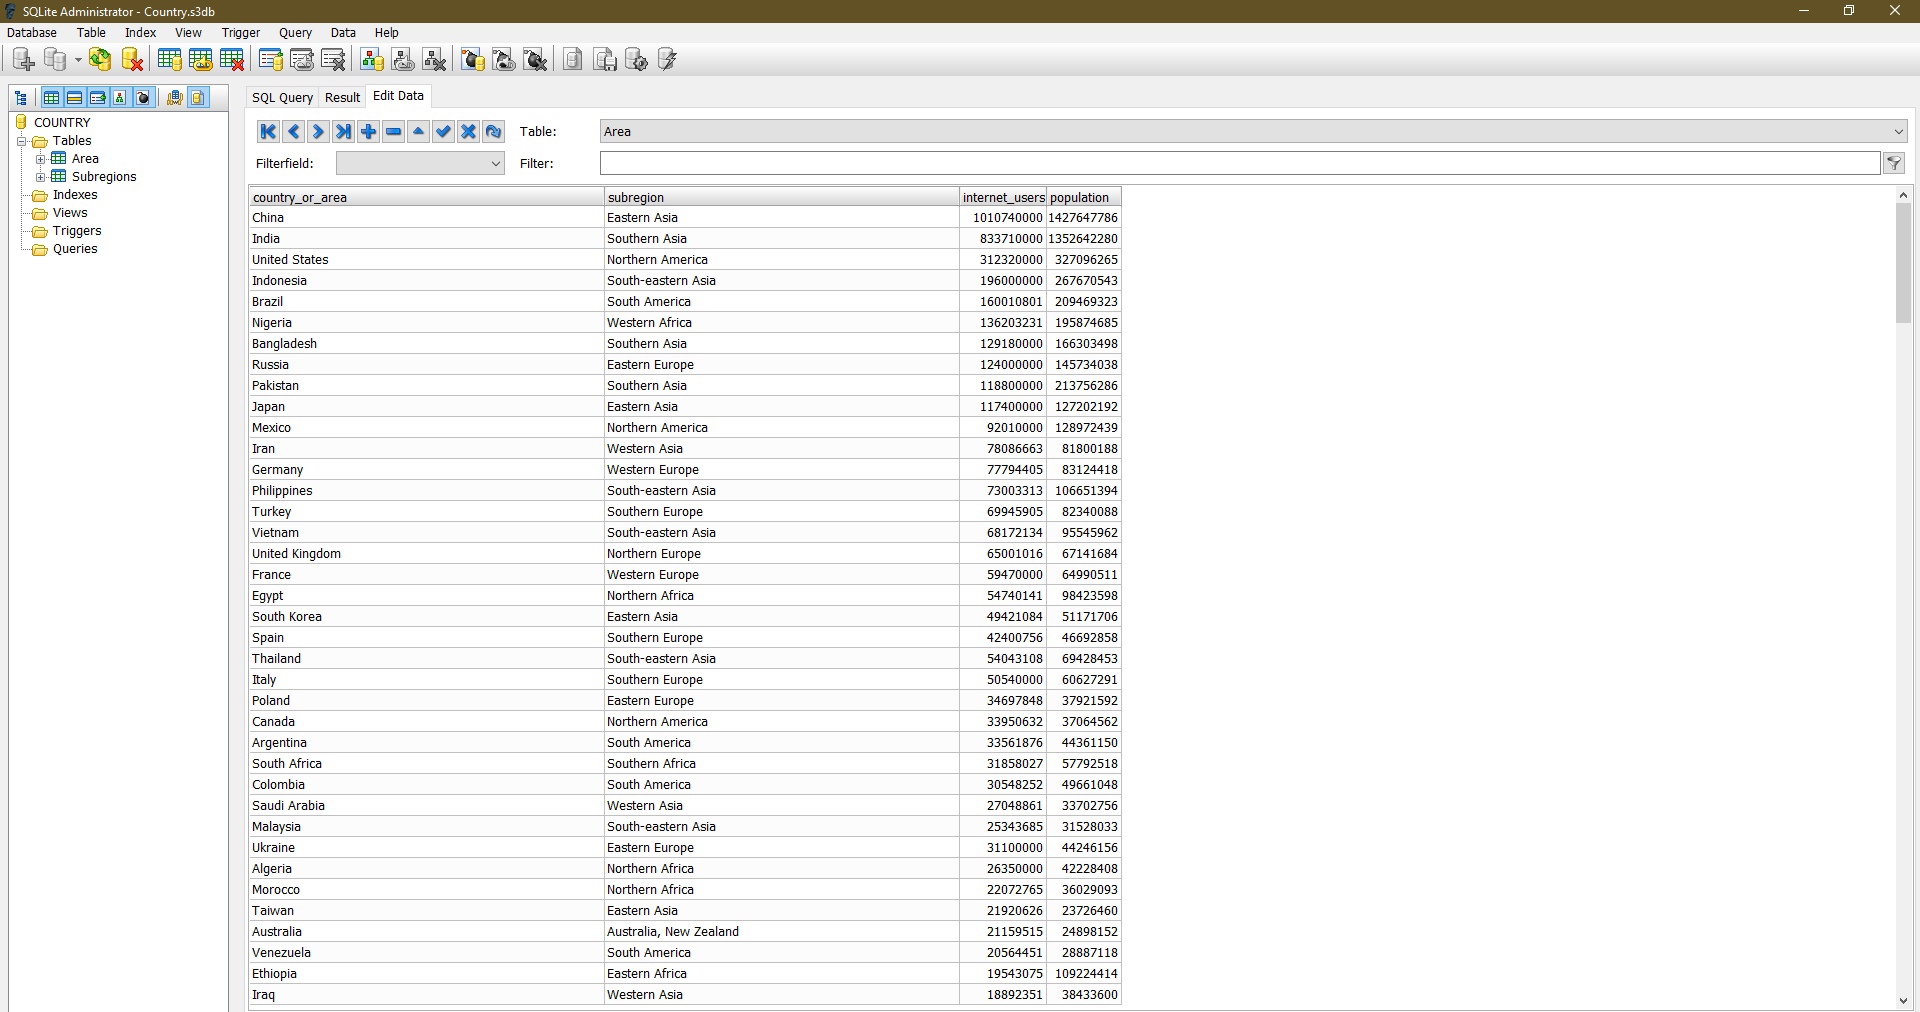 SQLite Administrator - Country.s3db
Database Table Index View Trigger Query Data Help
SQL Query Result Edit Data
COUNTRY
Tables
Area
Subregions
Indexes
Views
Triggers
Queries
Table: Area
Filterfield: Filter:
country_or_area subregion internet_users population
China Eastern Asia 1010740000 1427647786
India Southern Asia 833710000 1352642280
United States Northern America 312320000 327096265
Indonesia South-eastern Asia 196000000 267670543
Brazil South America 160010801 209469323
Nigeria Western Africa 136203231 195874685
Bangladesh Southern Asia 129180000 166303498
Russia Eastern Europe 124000000 145734038
Pakistan Southern Asia 118800000 213756286
Japan Eastern Asia 117400000 127202192
Mexico Northern America 92010000 128972439
Iran Western Asia 78086663 81800188
Germany Western Europe 77794405 83124418
Philippines South-eastern Asia 73003313 106651394
Turkey Southern Europe 69945905 82340088
Vietnam South-eastern Asia 68172134 95545962
United Kingdom Northern Europe 65001016 67141684
France Western Europe 59470000 64990511
Egypt Northern Africa 54740141 98423598
South Korea Eastern Asia 49421084 51171706
Spain Southern Europe 42400756 46692858
Thailand South-eastern Asia 54043108 69428453
Italy Southern Europe 50540000 60627291
Poland Eastern Europe 34697848 37921592
Canada Northern America 33950632 37064562
Argentina South America 33561876 44361150
South Africa Southern Africa 31858027 57792518
Colombia South America 30548252 49661048
Saudi Arabia Western Asia 27048861 33702756
Malaysia South-eastern Asia 25343685 31528033
Ukraine Eastern Europe 31100000 44246156
Algeria Northern Africa 26350000 42228408
Morocco Northern Africa 22072765 36029093
Taiwan Eastern Asia 21920626 23726460
Australia Australia, New Zealand 21159515 24898152
Venezuela South America 20564451 28887118
Ethiopia Eastern Africa 19543075 109224414
Iraq Western Asia 18892351 38433600